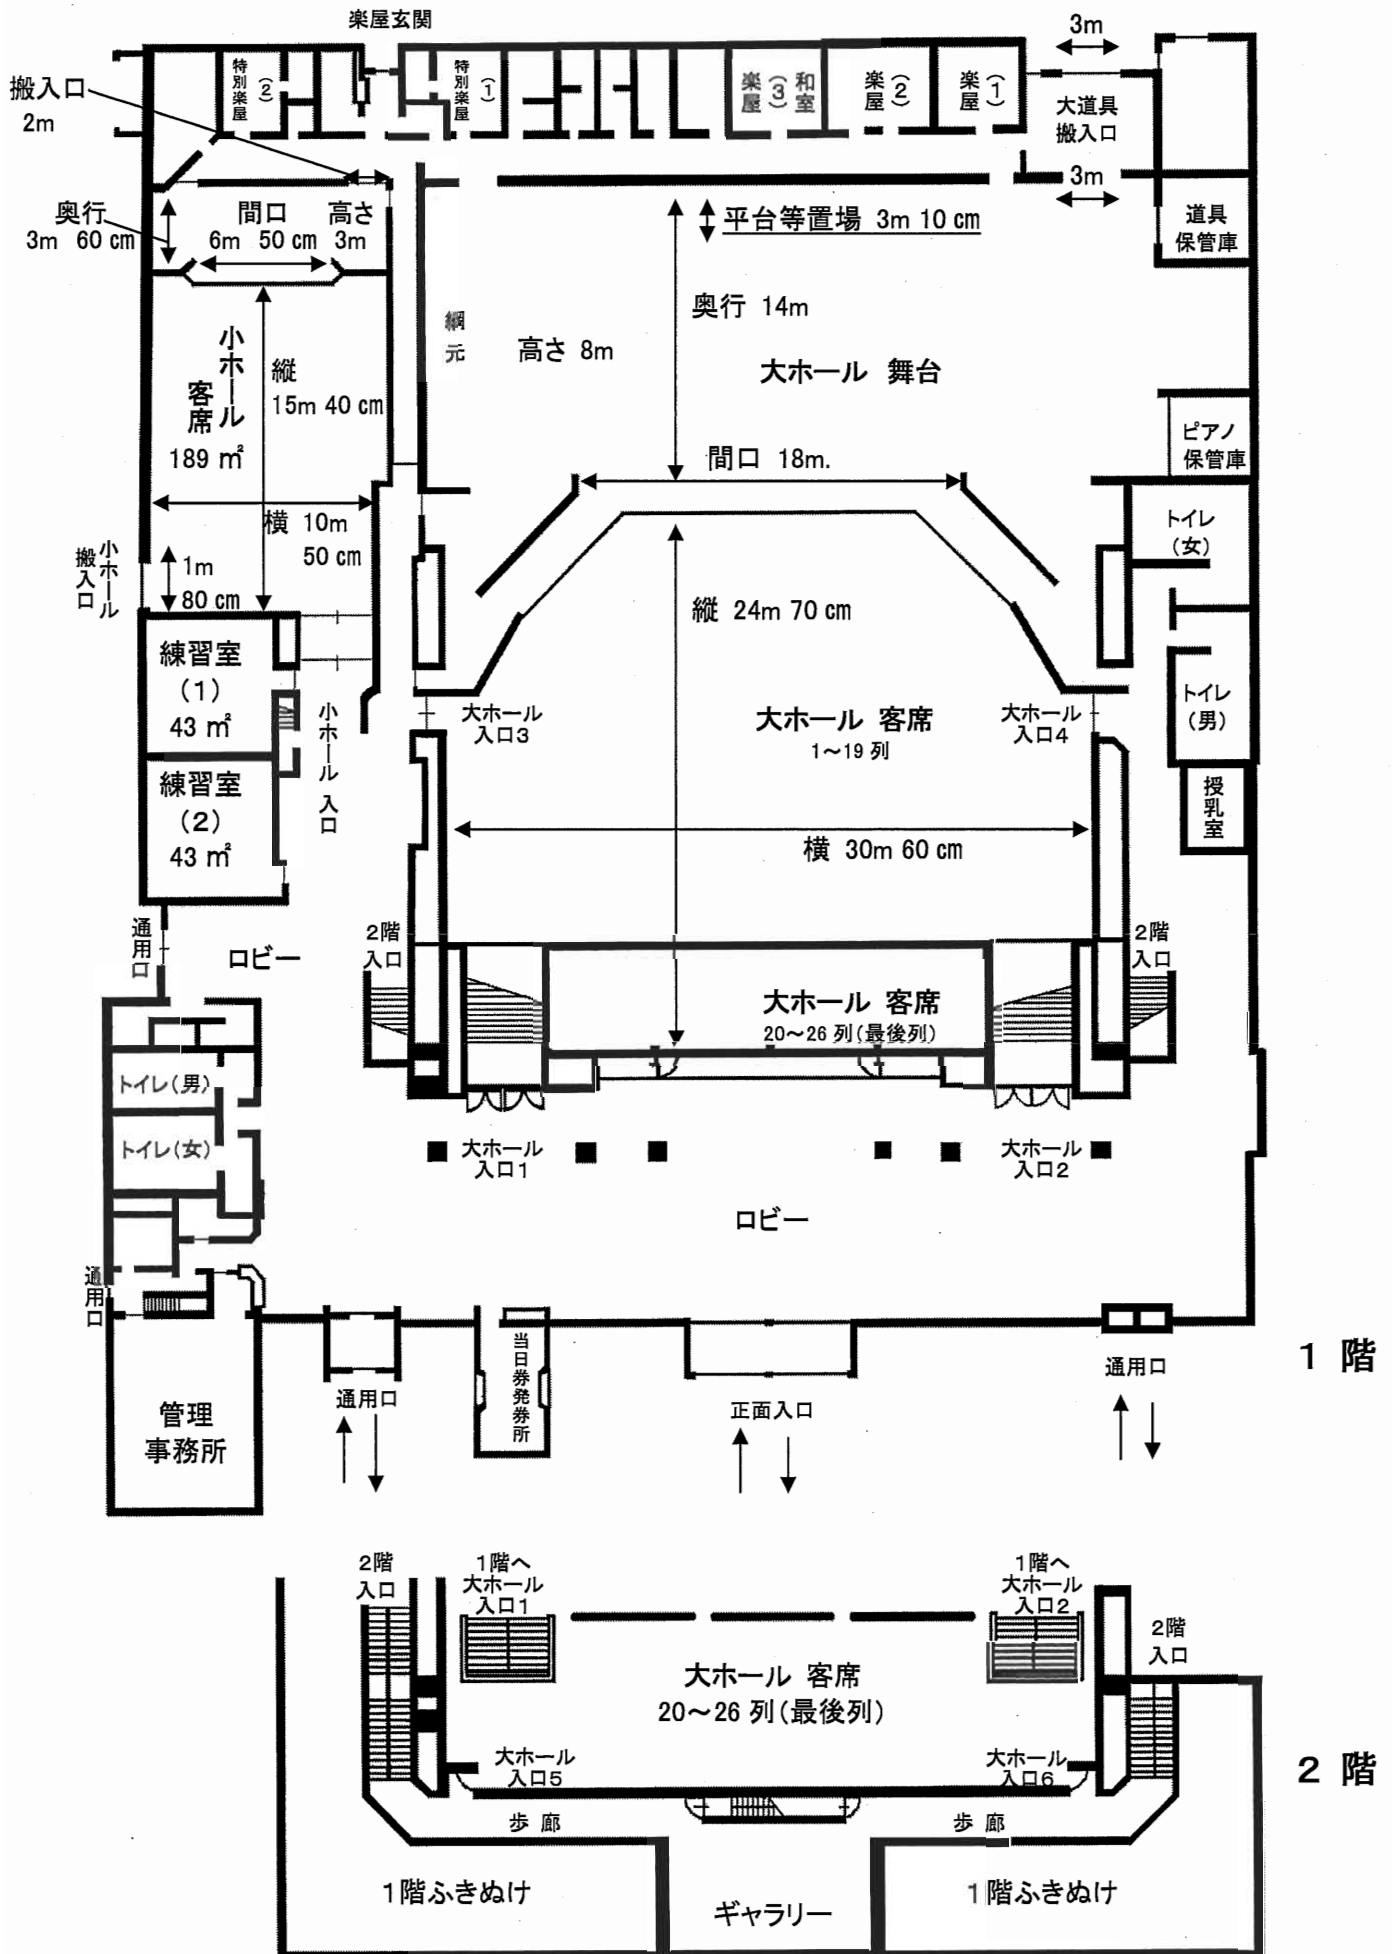 楽屋玄関
3m
搬入口
2m
特別楽屋(2)
特別楽屋(1)
楽屋(3)和室
楽屋(2)
楽屋(1)
大道具
搬入口
3m
奥行
3m 60 cm
間口
6m 50 cm
高さ
3m
平台等置場 3m 10 cm
道具
保管庫
奥行 14m
綱元
高さ 8m
大ホール 舞台
小ホール
客席
189 ㎡
縦
15m 40 cm
間口 18m.
ピアノ
保管庫
横 10m
50 cm
トイレ
(女)
小ホール
搬入口
1m
80 cm
縦 24m 70 cm
練習室
(1)
43 ㎡
小ホール 入口
大ホール
入口3
大ホール 客席
1~19 列
大ホール
入口4
トイレ
(男)
練習室
(2)
43 ㎡
授乳室
横 30m 60 cm
通用口
ロビー
2階
入口
2階
入口
大ホール 客席
20~26 列(最後列)
トイレ(男)
トイレ(女)
大ホール
入口1
大ホール
入口2
ロビー
通用口
当日券発券所
1 階
通用口
正面入口
通用口
管理
事務所
2階
入口
1階へ
大ホール
入口1
1階へ
大ホール
入口2
2階
入口
大ホール 客席
20~26 列(最後列)
大ホール
入口5
大ホール
入口6
2 階
歩 廊
歩 廊
1階ふきぬけ
ギャラリー
1階ふきぬけ